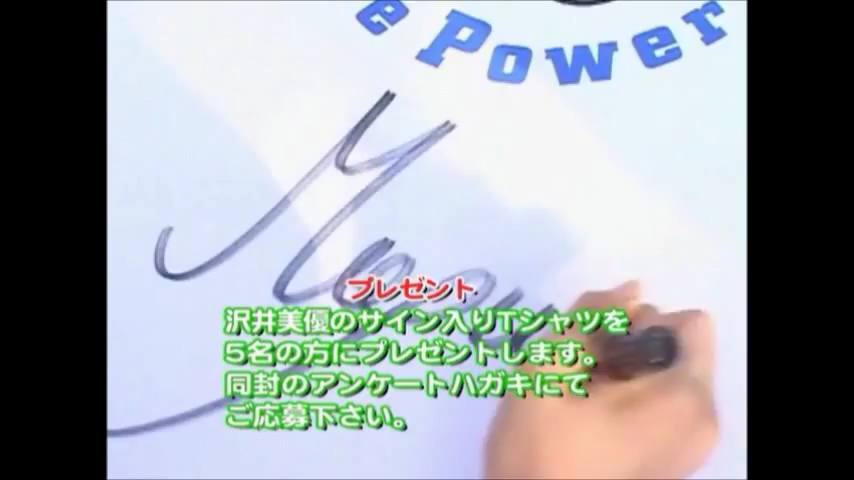 e Power
プレゼント
沢井美優のサイン入りTシャツを
5名の方にプレゼントします。
同封のアンケートハガキにて
ご応募下さい。